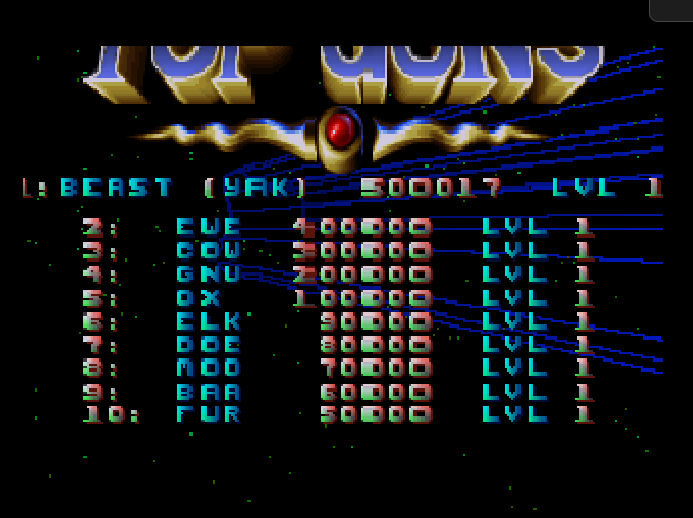 TOP GUNS
1: BEAST (YAK) 500017 LVL 1
2: EWE 400000 LVL 1
3: COW 300000 LVL 1
4: GNU 200000 LVL 1
5: OX 100000 LVL 1
6: ELK 90000 LVL 1
7: DOE 80000 LVL 1
8: MOO 70000 LVL 1
9: BAA 60000 LVL 1
10: FUR 50000 LVL 1